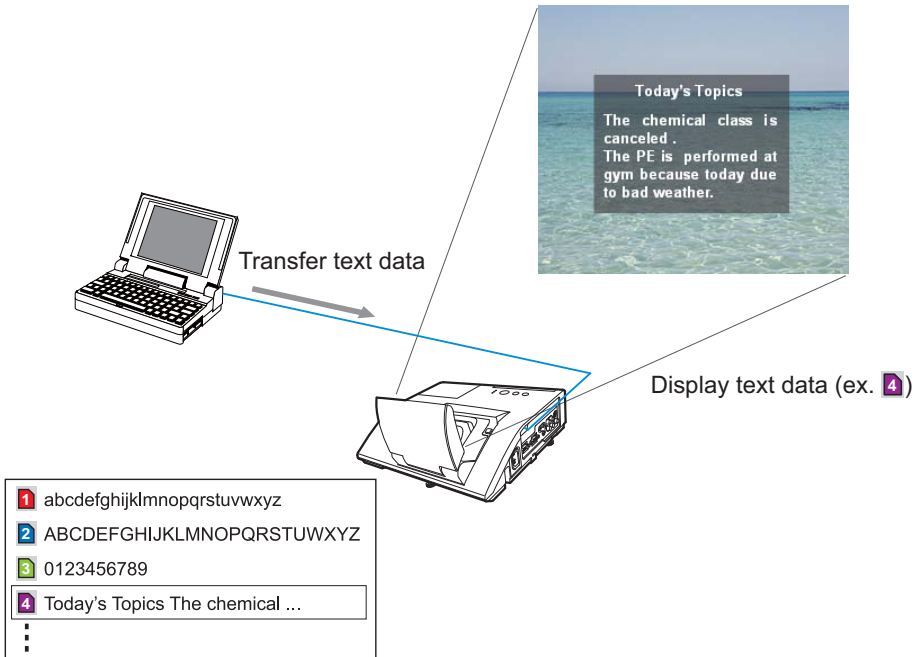 Today's Topics
The chemical class is
canceled .
The PE is performed at
gym because today due
to bad weather.
Transfer text data
Display text data (ex. 4)
1 abcdefghijklmnopqrstuvwxyz
2 ABCDEFGHIJKLMNOPQRSTUWXYZ
3 0123456789
4 Today's Topics The chemical ...